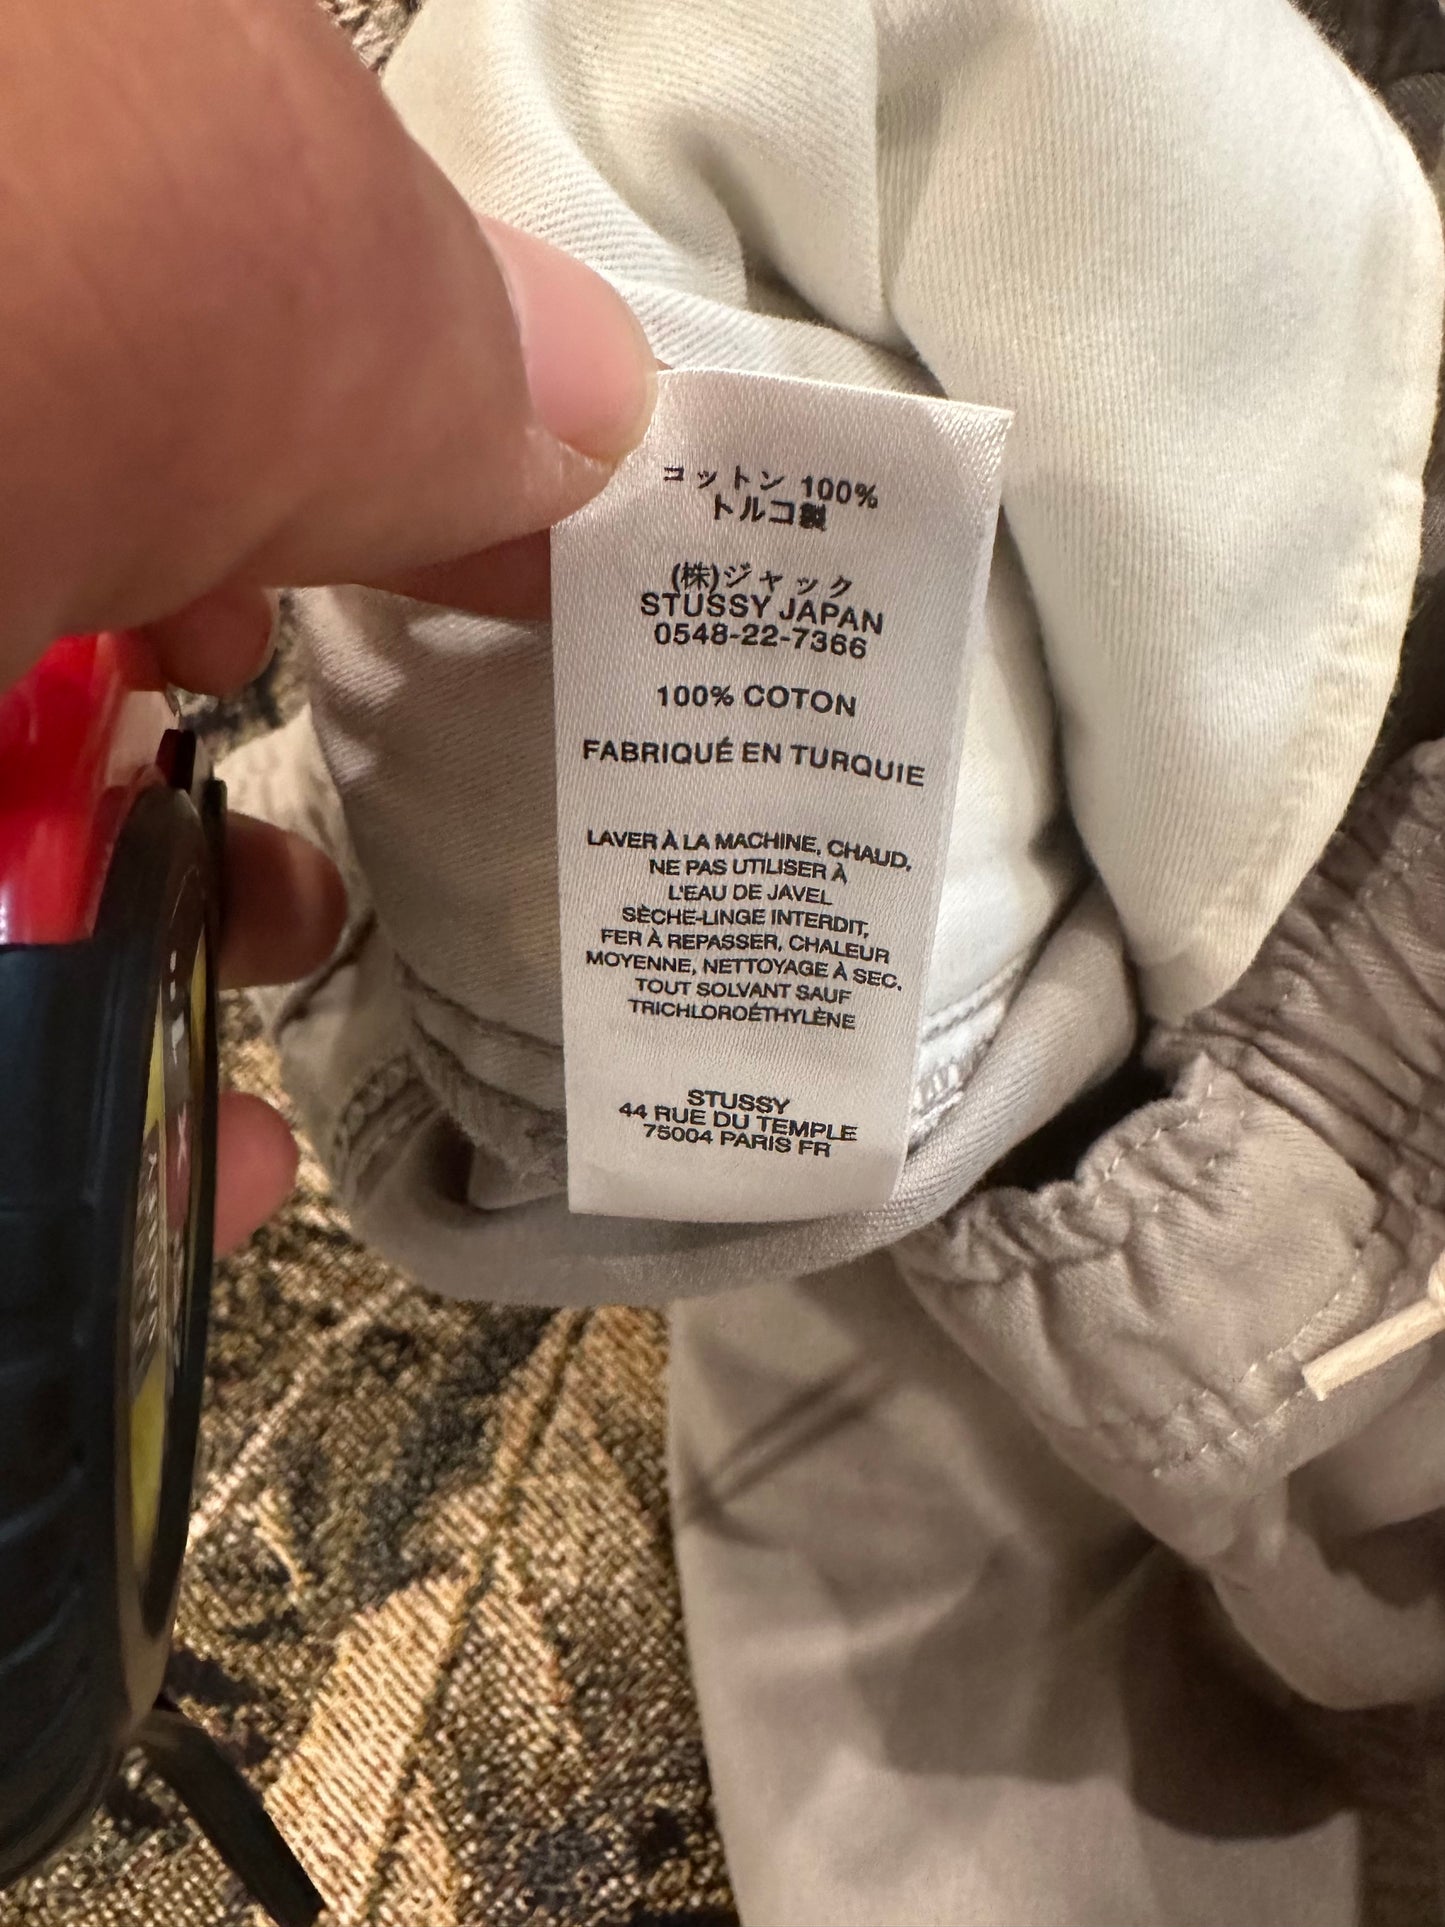 コットン 100%
トルコ製
(株)ジャック
STUSSY JAPAN
0548-22-7366
100% COTON
FABRIQUÉ EN TURQUIE
LAVER À LA MACHINE, CHAUD,
NE PAS UTILISER À
L'EAU DE JAVEL
SÈCHE-LINGE INTERDIT,
FER À REPASSER, CHALEUR
MOYENNE, NETTOYAGE À SEC,
TOUT SOLVANT SAUF
TRICHLOROÉTHYLÈNE
STUSSY
44 RUE DU TEMPLE
75004 PARIS FR